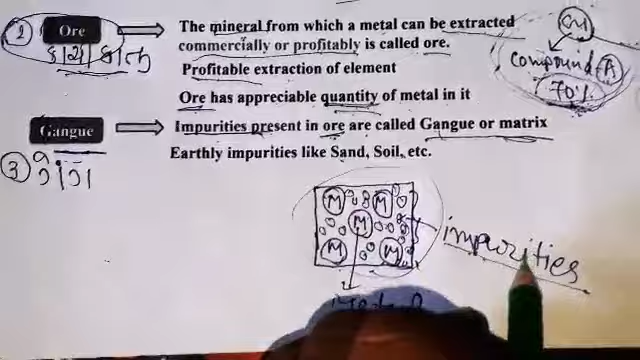 2 Ore
The mineral from which a metal can be extracted
commercially or profitably is called ore.
Profitable extraction of element
Ore has appreciable quantity of metal in it
M
Compound A
70%
Gangue
Impurities present in ore are called Gangue or matrix
Earthly impurities like Sand, Soil, etc.
3
M M
M
M M
impurities